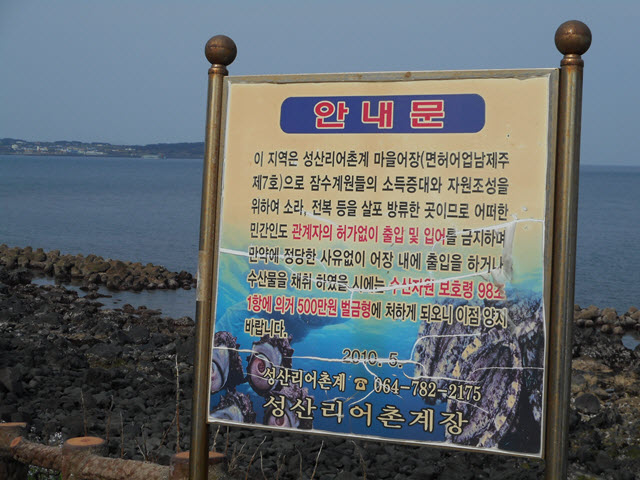 안내문
이 지역은 성산리어촌계 마을어장(면허어업남제주
제7호)으로 잠수계원들의 소득증대와 자원조성을
위하여 소라, 전복 등을 살포 방류한 곳이므로 어떠한
민간인도 관계자의 허가없이 출입 및 입어를 금지하며
만약에 정당한 사유없이 어장 내에 출입을 하거나
수산물을 채취 하였을 시에는 수산자원 보호령 98조
1항에 의거 500만원 벌금형에 처하게 되오니 이점 양지
바랍니다.
2010. 5.
성산리어촌계 ☎ 064-782-2175
성산리어촌계장